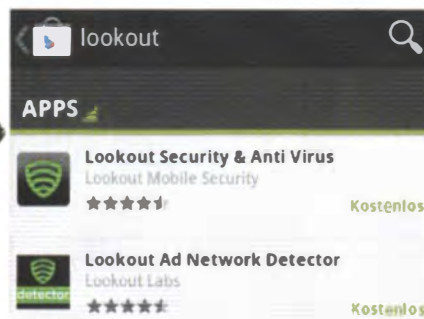 lookout
APPS
Lookout Security & Anti Virus
Lookout Mobile Security
Kostenlos
Lookout Ad Network Detector
Lookout Labs
detector
Kostenlos